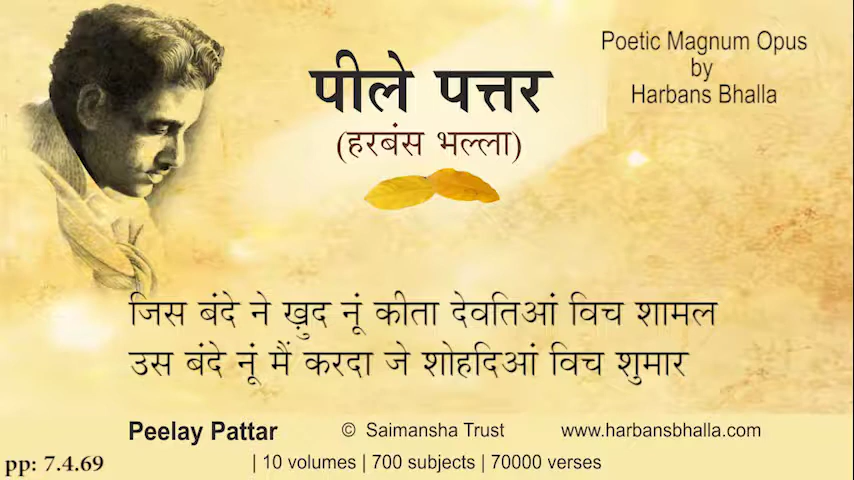 पीले पत्तर
(हरबंस भल्ला)
Poetic Magnum Opus
by
Harbans Bhalla
जिस बंदे ने ख़ुद नूं कीता देवतिआं विच शामल
उस बंदे नूं मैं करदा जे शोहदिआं विच शुमार
Peelay Pattar © Saimansha Trust www.harbansbhalla.com
pp: 7.4.69 | 10 volumes | 700 subjects | 70000 verses